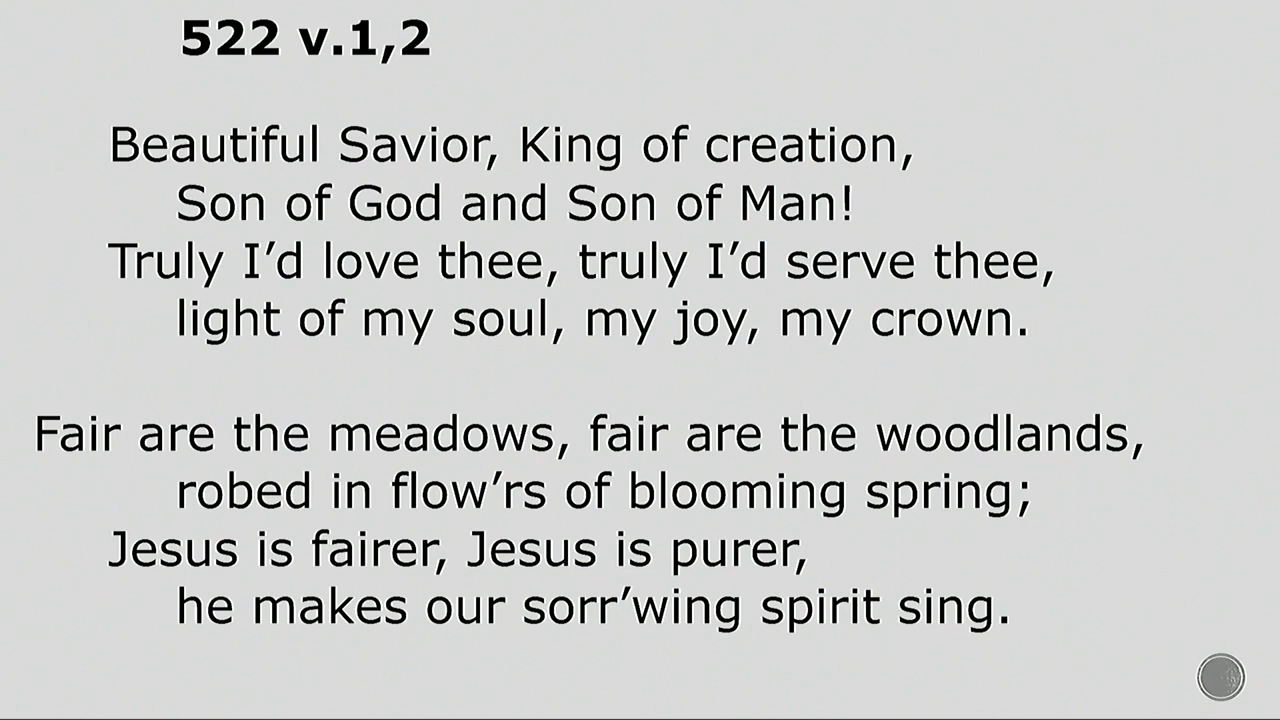 522 v.1,2
Beautiful Savior, King of creation,
Son of God and Son of Man!
Truly I’d love thee, truly I’d serve thee,
light of my soul, my joy, my crown.
Fair are the meadows, fair are the woodlands,
robed in flow’rs of blooming spring;
Jesus is fairer, Jesus is purer,
he makes our sorr’wing spirit sing.